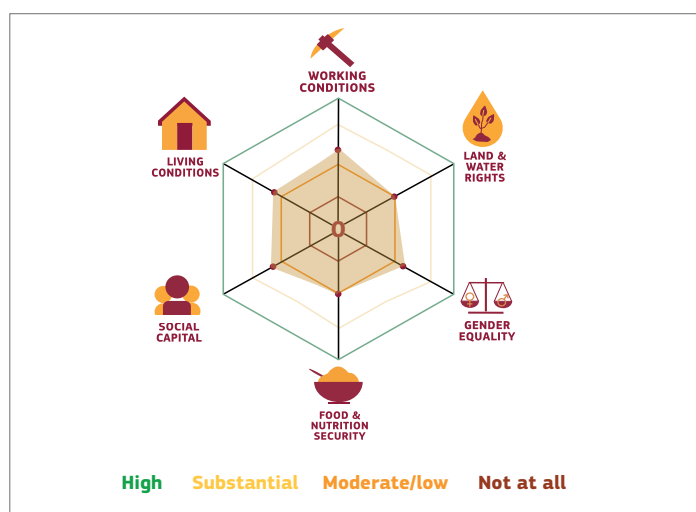 WORKING
CONDITIONS
LAND &
WATER
RIGHTS
LIVING
CONDITIONS
0
SOCIAL
CAPITAL
GENDER
EQUALITY
FOOD &
NUTRITION
SECURITY
High Substantial Moderate/low Not at all